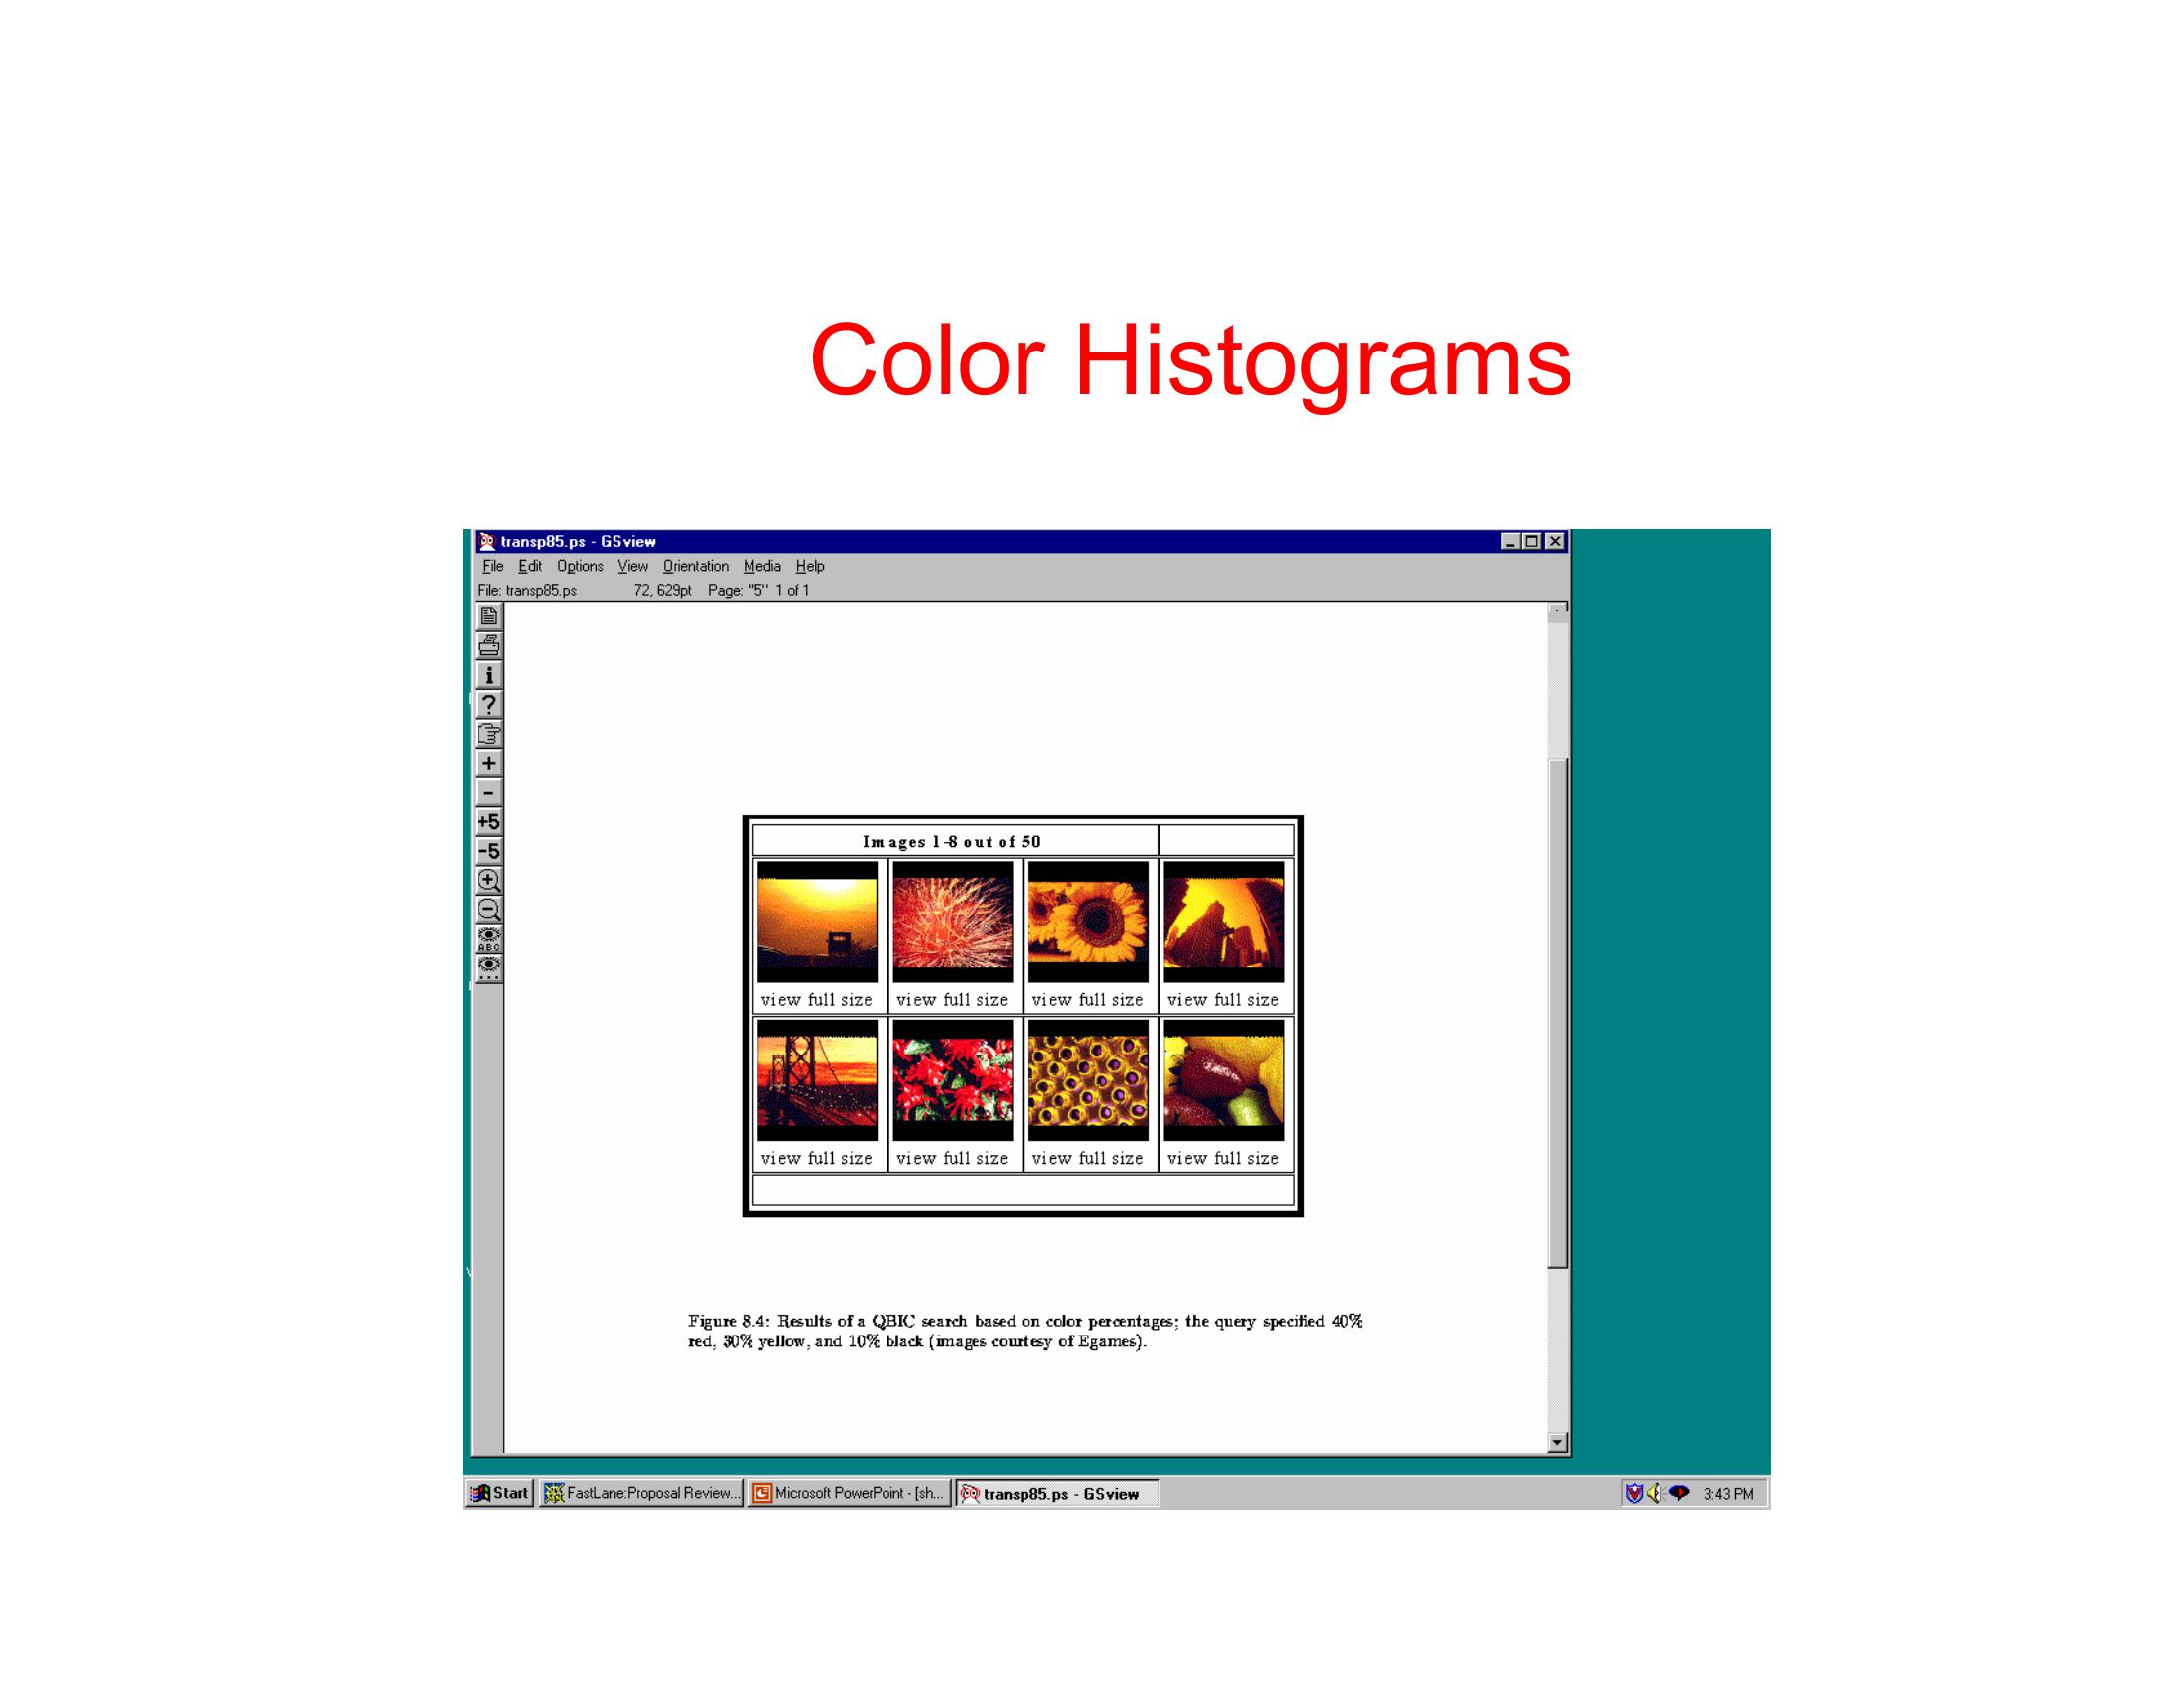 Color Histograms
transp85.ps - GSview
File Edit Options View Orientation Media Help
File: transp85.ps 72, 629pt Page: "5" 1 of 1
i
?
+
-
+5
-5
ABC
Images 1-8 out of 50
view full size view full size view full size view full size
view full size view full size view full size view full size
Figure 8.4: Results of a QBIC search based on color percentages; the query specified 40%
red, 30% yellow, and 10% black (images courtesy of Egames).
Start FastLane:Proposal Review... Microsoft PowerPoint - [sh... transp85.ps - GSview 3:43 PM